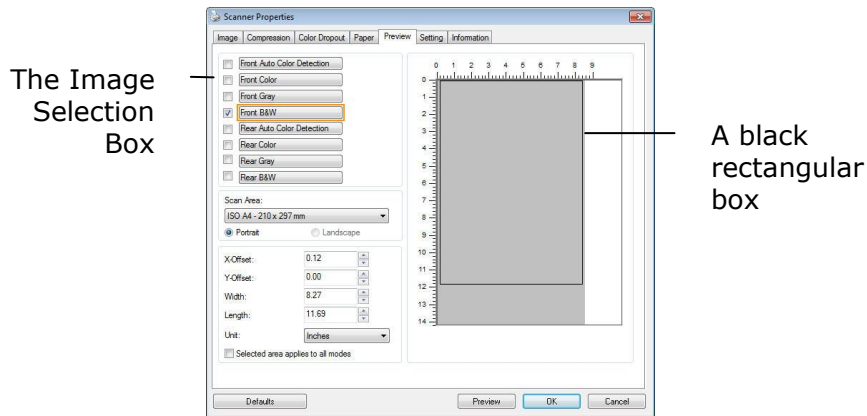 Scanner Properties
Image Compression Color Dropout Paper Preview Setting Information
The Image
Selection
Box
Front Auto Color Detection
Front Color
Front Gray
Front B&W
Rear Auto Color Detection
Rear Color
Rear Gray
Rear B&W
Scan Area:
ISO A4 - 210 x 297 mm
Portrait Landscape
X-Offset: 0.12
Y-Offset: 0.00
Width: 8.27
Length: 11.69
Unit: Inches
Selected area applies to all modes
0 1 2 3 4 5 6 7 8 9
0
1
2
3
4
5
6
7
8
9
10
11
12
13
14
A black
rectangular
box
Defaults Preview OK Cancel